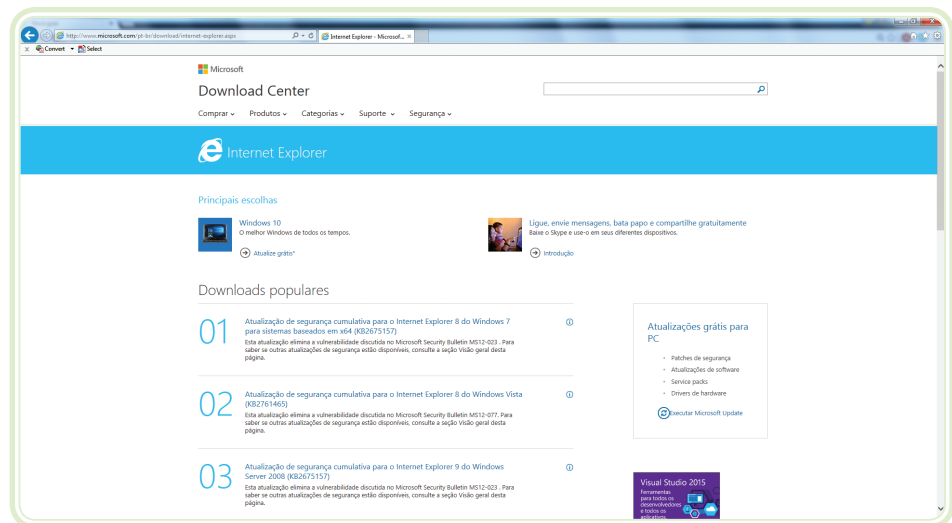 http://www.microsoft.com/pt-br/download/internet-explorer.aspx
Internet Explorer - Microsof...
Convert
Select
Microsoft
Download Center
Comprar
Produtos
Categorias
Suporte
Segurança
Internet Explorer
Principais escolhas
Windows 10
O melhor Windows de todos os tempos.
Atualize grátis*
Ligue, envie mensagens, bata papo e compartilhe gratuitamente
Baixe o Skype e use-o em seus diferentes dispositivos.
Introdução
Downloads populares
01
Atualização de segurança cumulativa para o Internet Explorer 8 do Windows 7
para sistemas baseados em x64 (KB2675157)
Esta atualização elimina a vulnerabilidade discutida no Microsoft Security Bulletin MS12-023 . Para
saber se outras atualizações de segurança estão disponíveis, consulte a seção Visão geral desta
página.
02
Atualização de segurança cumulativa para o Internet Explorer 8 do Windows Vista
(KB2761465)
Esta atualização elimina a vulnerabilidade discutida no Microsoft Security Bulletin MS12-077. Para
saber se outras atualizações de segurança estão disponíveis, consulte a seção Visão geral desta
página.
03
Atualização de segurança cumulativa para o Internet Explorer 9 do Windows
Server 2008 (KB2675157)
Esta atualização elimina a vulnerabilidade discutida no Microsoft Security Bulletin MS12-023 . Para
saber se outras atualizações de segurança estão disponíveis, consulte a seção Visão geral desta
página.
Atualizações grátis para
PC
Patches de segurança
Atualizações de software
Service packs
Drivers de hardware
Executar Microsoft Update
Visual Studio 2015
Ferramentas
para todos os
desenvolvedores
e todos os
aplicativos